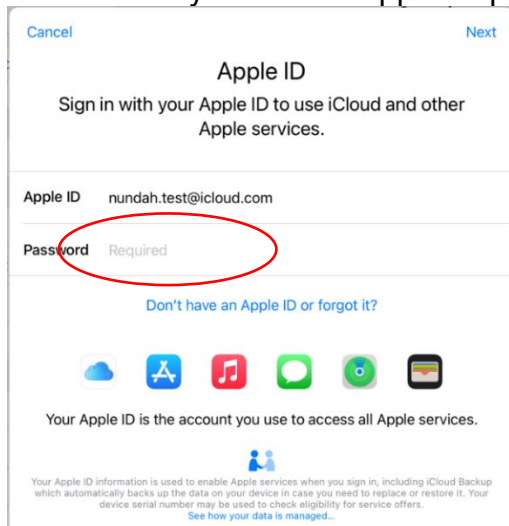 Cancel Next
Apple ID
Sign in with your Apple ID to use iCloud and other
Apple services.
Apple ID nundah.test@icloud.com
Password Required
Don't have an Apple ID or forgot it?
Your Apple ID is the account you use to access all Apple services.
Your Apple ID information is used to enable Apple services when you sign in, including iCloud Backup
which automatically backs up the data on your device in case you need to replace or restore it. Your
device serial number may be used to check eligibility for service offers.
See how your data is managed...